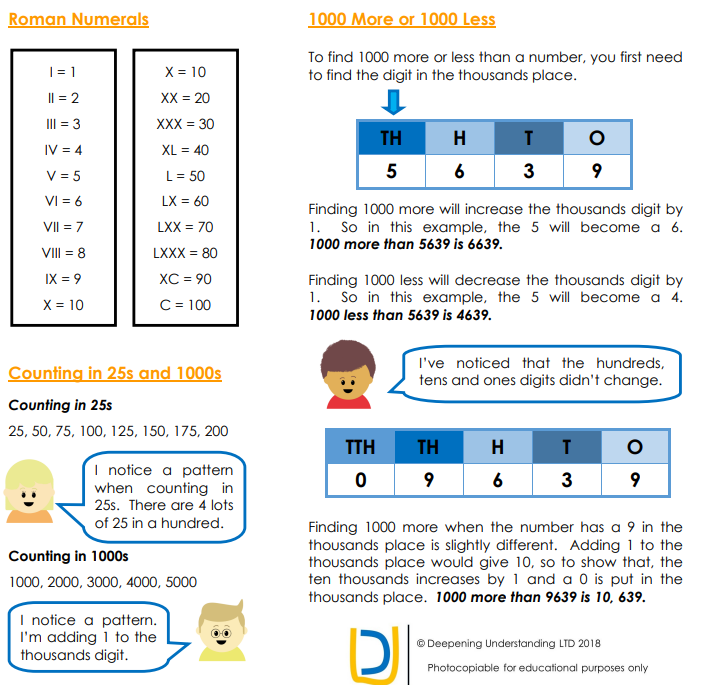 Roman Numerals
I = 1
II = 2
III = 3
IV = 4
V = 5
VI = 6
VII = 7
VIII = 8
IX = 9
X = 10
X = 10
XX = 20
XXX = 30
XL = 40
L = 50
LX = 60
LXX = 70
LXXX = 80
XC = 90
C = 100
Counting in 25s and 1000s
Counting in 25s
25, 50, 75, 100, 125, 150, 175, 200
I notice a pattern
when counting in
25s. There are 4 lots
of 25 in a hundred.
Counting in 1000s
1000, 2000, 3000, 4000, 5000
I notice a pattern.
I'm adding 1 to the
thousands digit.
1000 More or 1000 Less
To find 1000 more or less than a number, you first need
to find the digit in the thousands place.
TH H T O
5 6 3 9
Finding 1000 more will increase the thousands digit by
1. So in this example, the 5 will become a 6.
1000 more than 5639 is 6639.
Finding 1000 less will decrease the thousands digit by
1. So in this example, the 5 will become a 4.
1000 less than 5639 is 4639.
I've noticed that the hundreds,
tens and ones digits didn't change.
TTH TH H T O
0 9 6 3 9
Finding 1000 more when the number has a 9 in the
thousands place is slightly different. Adding 1 to the
thousands place would give 10, so to show that, the
ten thousands increases by 1 and a 0 is put in the
thousands place. 1000 more than 9639 is 10, 639.
© Deepening Understanding LTD 2018
Photocopiable for educational purposes only